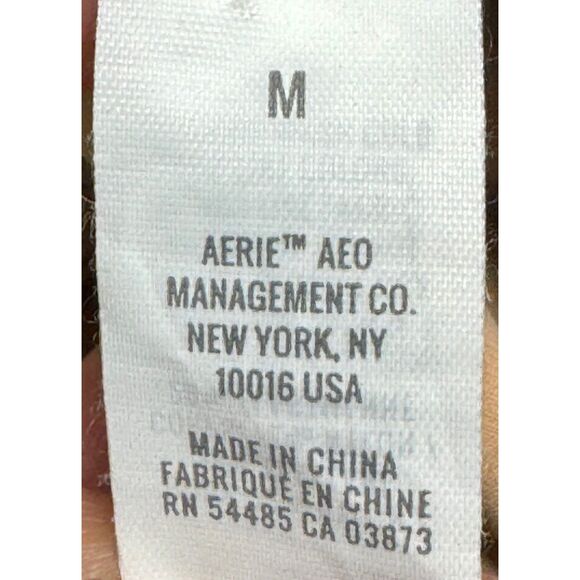 M
AERIE™ AEO
MANAGEMENT CO.
NEW YORK, NY
10016 USA
MADE IN CHINA
FABRIQUÉ EN CHINE
RN 54485 CA 03873